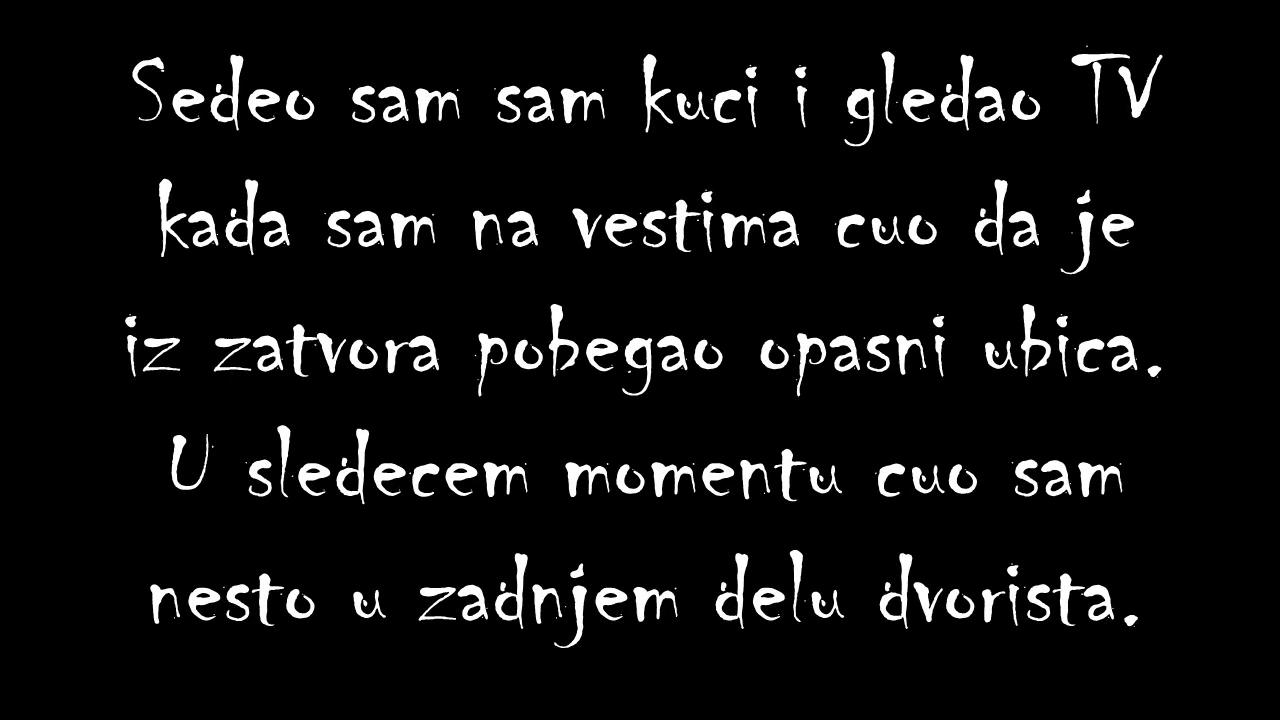 Sedeo sam sam kuci i gledao TV
kada sam na vestima cuo da je
iz zatvora pobegao opasni ubica.
U sledecem momentu cuo sam
nesto u zadnjem delu dvorista.